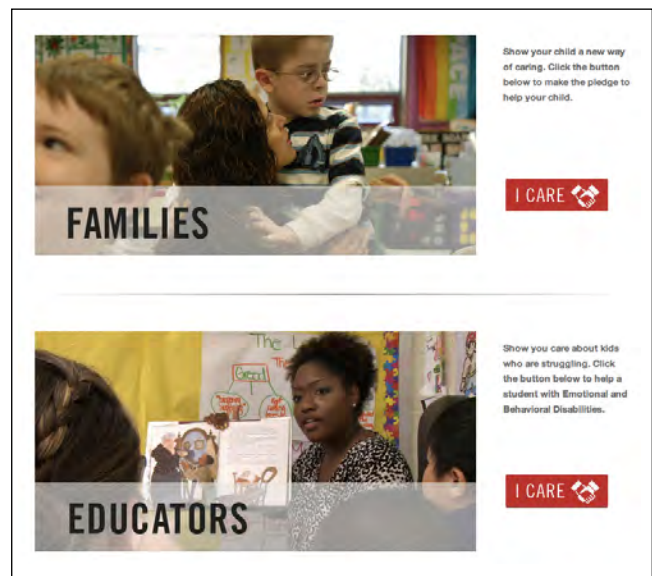 Show your child a new way
of caring. Click the button
below to make the pledge to
help your child.
I CARE
FAMILIES
Show you care about kids
who are struggling. Click
the button below to help a
student with Emotional and
Behavioral Disabilities.
I CARE
The
Good
EDUCATORS